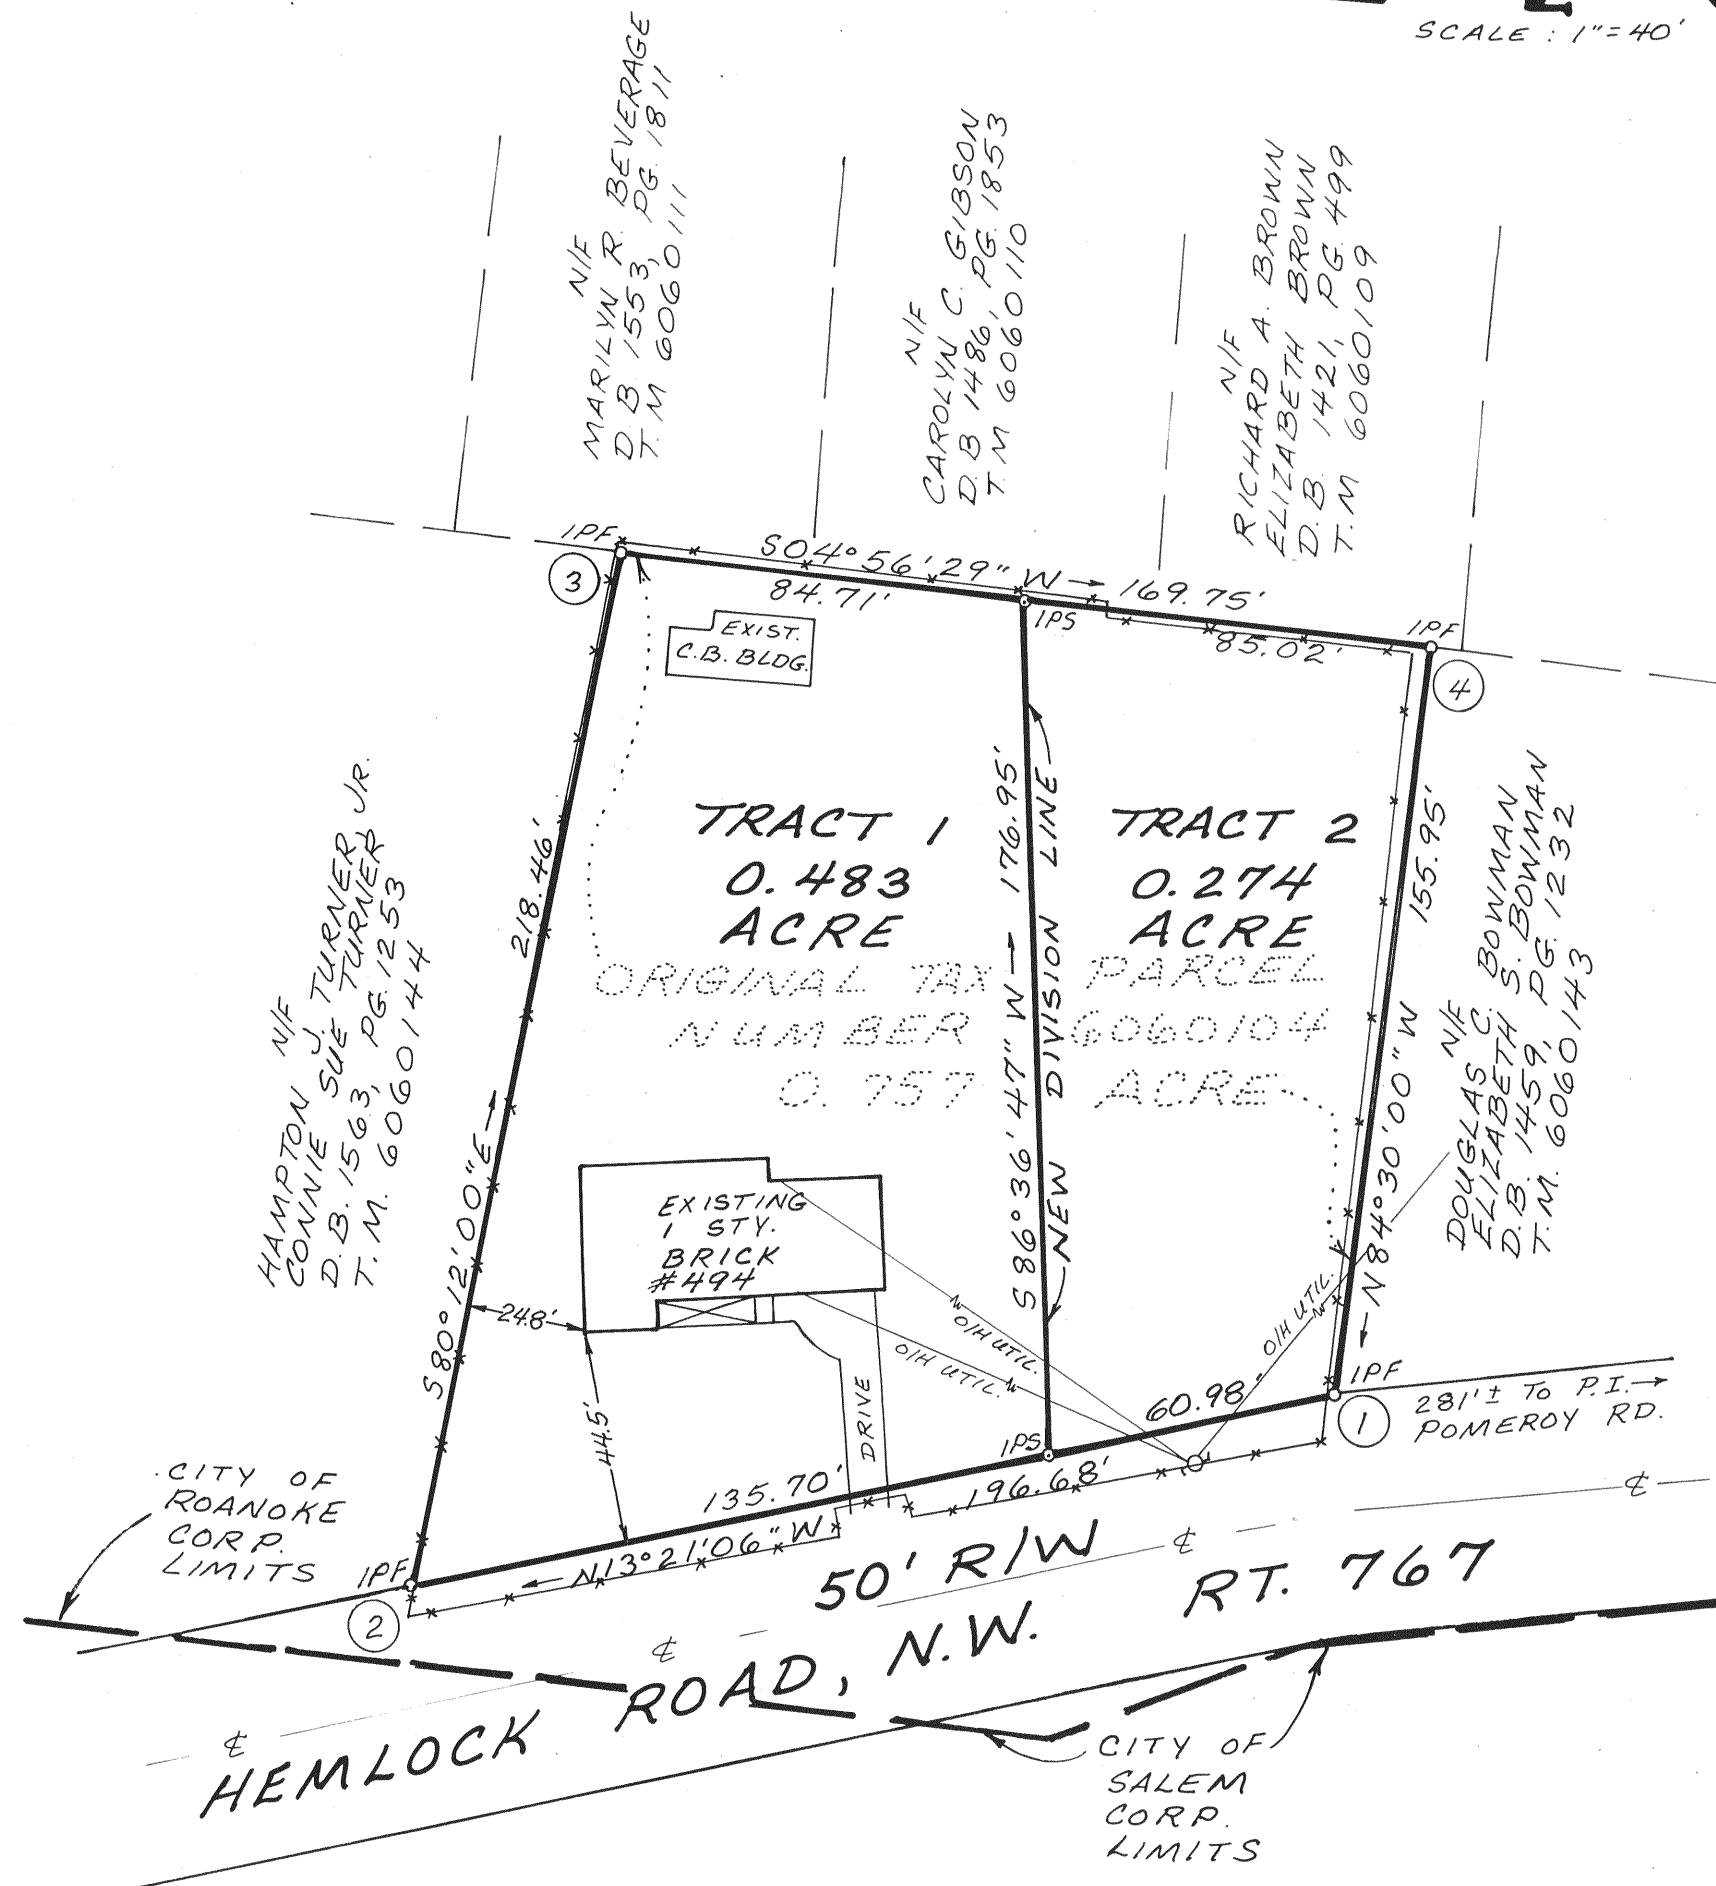 SCALE : 1"=40'
N/F
MARILYN R. BEVERAGE
D.B 1553, PG. 1811
T.M 6060111
N/F
CAROLYN C. GIBSON
D.B 1486, PG. 1853
T.M 6060110
N/F
RICHARD A. BROWN
ELIZABETH BROWN
D.B. 1421, PG. 499
T.M 6060109
IPF
3
S04°56'29" W → 169.75'
84.71'
IPS
85.02'
IPF
4
EXIST.
C.B. BLDG.
N/F
HAMPTON J. TURNER, JR.
CONNIE SUE TURNER
D.B. 1563, PG. 1253
T. M. 6060144
S80°12'00"E →
218.46'
TRACT 1
0.483
ACRE
TRACT 2
0.274
ACRE
S86°36'47" W → 176.95'
NEW DIVISION LINE
ORIGINAL TAX PARCEL
NUMBER 6060104
0.757 ACRE
155.95'
← N84°30'00"W
N/F
DOUGLAS C. BOWMAN
ELIZABETH S. BOWMAN
D.B. 1459, PG. 1232
T.M. 6060143
EXISTING
1 STY.
BRICK
#494
24.8'
44.5'
DRIVE
O/H UTIL.
O/H UTIL.
O/H UTIL.
IPS
60.98'
IPF
1
281'± TO P.I. →
POMEROY RD.
135.70'
196.68'
← N13°21'06"W
IPF
2
CITY OF
ROANOKE
CORP.
LIMITS
50' R/W
HEMLOCK ROAD, N.W. RT. 767
℄
℄
℄
℄
CITY OF
SALEM
CORP.
LIMITS